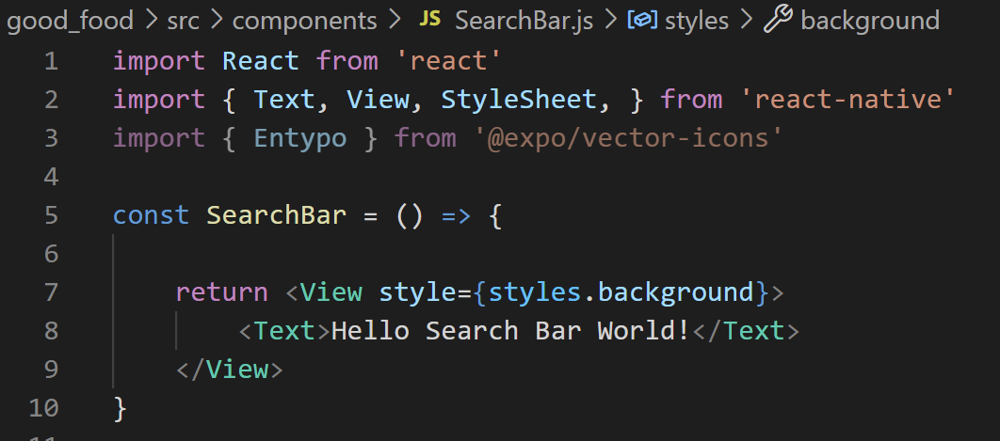 good_food > src > components > JS SearchBar.js > styles > background
1 import React from 'react'
2 import { Text, View, StyleSheet, } from 'react-native'
3 import { Entypo } from '@expo/vector-icons'
4
5 const SearchBar = () => {
6
7     return <View style={styles.background}>
8         <Text>Hello Search Bar World!</Text>
9     </View>
10 }